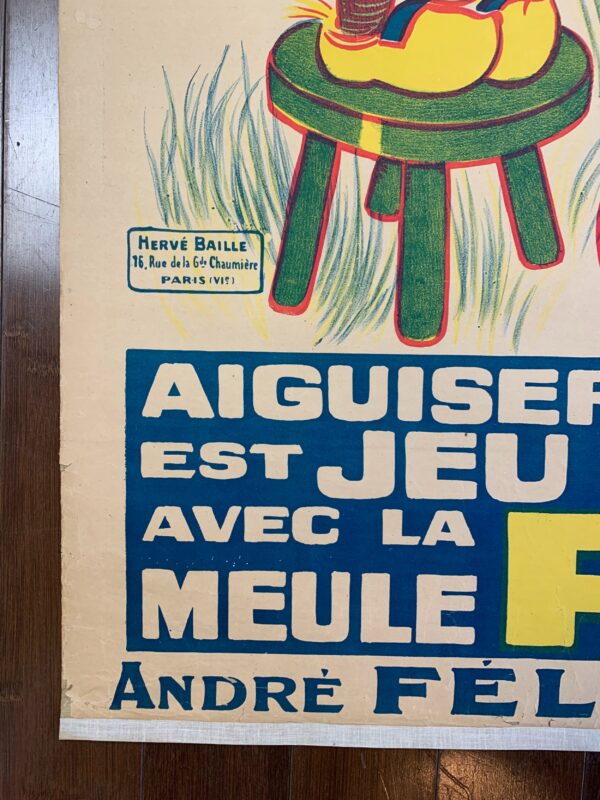 HERVÉ BAILLE
16, Rue de la Gde Chaumière
PARIS (VIe)
AIGUISER
EST JEU
AVEC LA
MEULE F
ANDRÉ FÉL